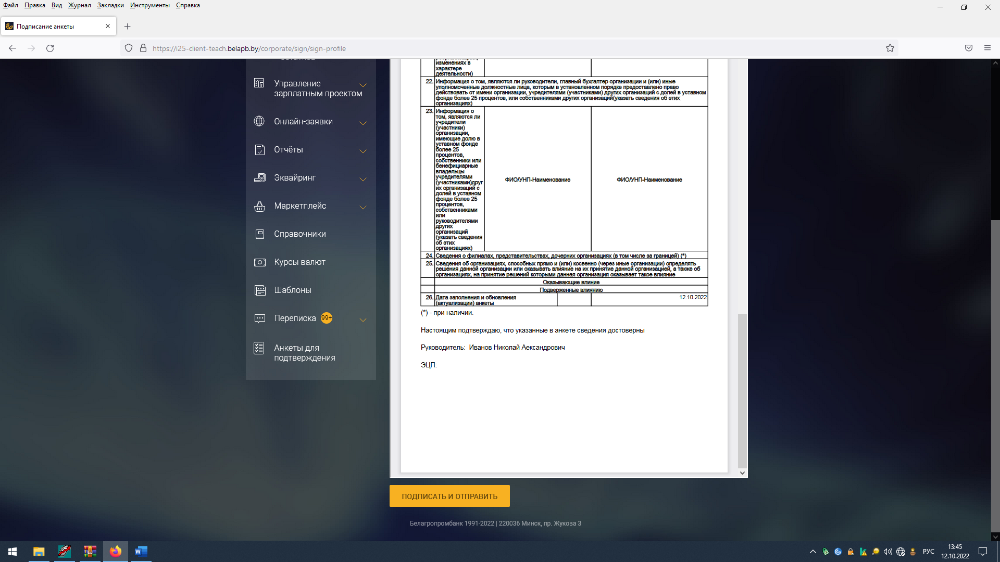 Файл Правка Вид Журнал Закладки Инструменты Справка
Подписание анкеты
https://i25-client-teach.belapb.by/corporate/sign/sign-profile
Управление
зарплатным проектом
Онлайн-заявки
Отчёты
Эквайринг
Маркетплейс
Справочники
Курсы валют
Шаблоны
Переписка 99+
Анкеты для
подтверждения
изменениях в
характере
деятельности)
22. Информация о том, являются ли руководители, главный бухгалтер организации и (или) иные
уполномоченные должностные лица, которым в установленном порядке предоставлено право
действовать от имени организации, учредителями (участниками) других организаций с долей в уставном
фонде более 25 процентов, или собственниками других организаций(указать сведения об этих
организациях)
23. Информация о
том, являются ли
учредители
(участники)
организации,
имеющие долю в
уставном фонде
более 25
процентов,
собственники или
бенефициарные
владельцы
учредителями
(участниками)друг
их организаций с
долей в уставном
фонде более 25
процентов,
собственниками
или
руководителями
других
организаций
(указать сведения
об этих
организациях)
ФИО/УНП-Наименование
ФИО/УНП-Наименование
24. Сведения о филиалах, представительствах, дочерних организациях (в том числе за границей) (*)
25. Сведения об организациях, способных прямо и (или) косвенно (через иные организации) определять
решения данной организации или оказывать влияние на их принятие данной организацией, а также об
организациях, на принятие решений которыми данная организация оказывает такое влияние
Оказывающие влиние
Подверженные влиянию
26. Дата заполнения и обновления 12.10.2022
(актуализации) анкеты
(*) - при наличии.
Настоящим подтверждаю, что указанные в анкете сведения достоверны
Руководитель: Иванов Николай Аександрович
ЭЦП:
ПОДПИСАТЬ И ОТПРАВИТЬ
Белагропромбанк 1991-2022 | 220036 Минск, пр. Жукова 3
РУС
13:45
12.10.2022